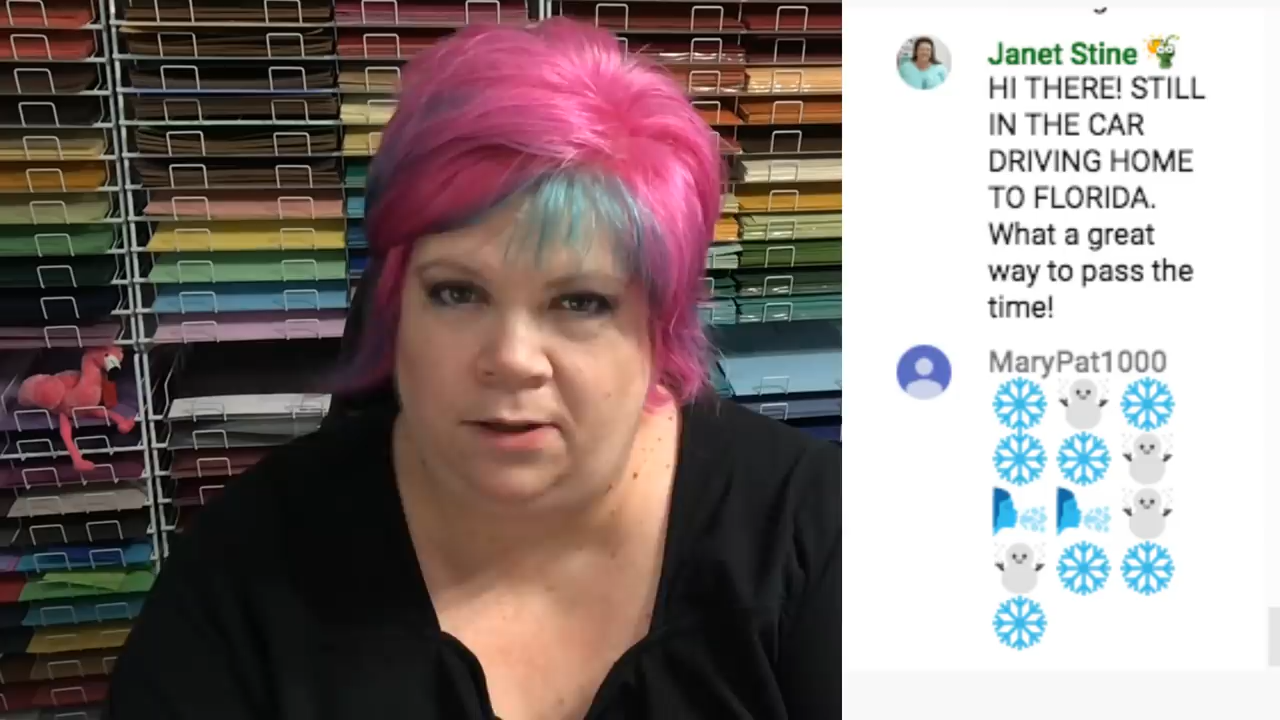 Janet Stine
HI THERE! STILL
IN THE CAR
DRIVING HOME
TO FLORIDA.
What a great
way to pass the
time!
MaryPat1000